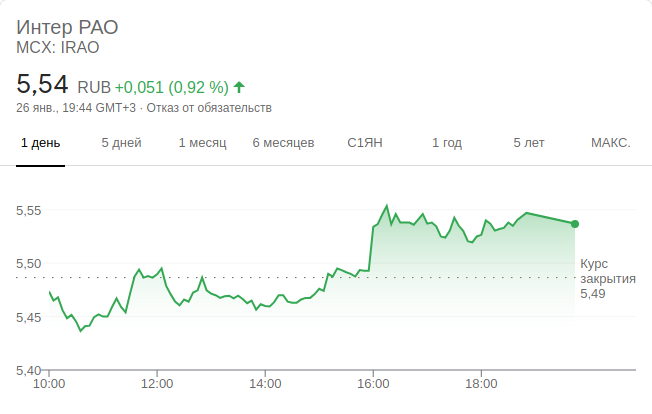 Интер РАО
MCX: IRAO
5,54 RUB +0,051 (0,92 %)
26 янв., 19:44 GMT+3 · Отказ от обязательств
1 день 5 дней 1 месяц 6 месяцев С1ЯН 1 год 5 лет МАКС.
5,55
5,50
5,45
5,40
Курс
закрытия
5,49
10:00 12:00 14:00 16:00 18:00